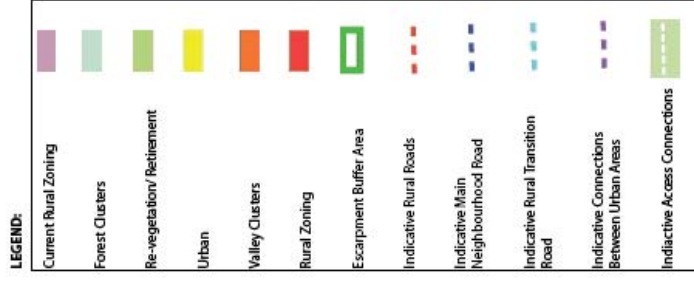 LEGEND:
Current Rural Zoning
Forest Clusters
Re-vegetation/ Retirement
Urban
Valley Clusters
Rural Zoning
Escarpment Buffer Area
Indicative Rural Roads
Indicative Main
Neighbourhood Road
Indicative Rural Transition
Road
Indicative Connections
Between Urban Areas
Indiactive Access Connections